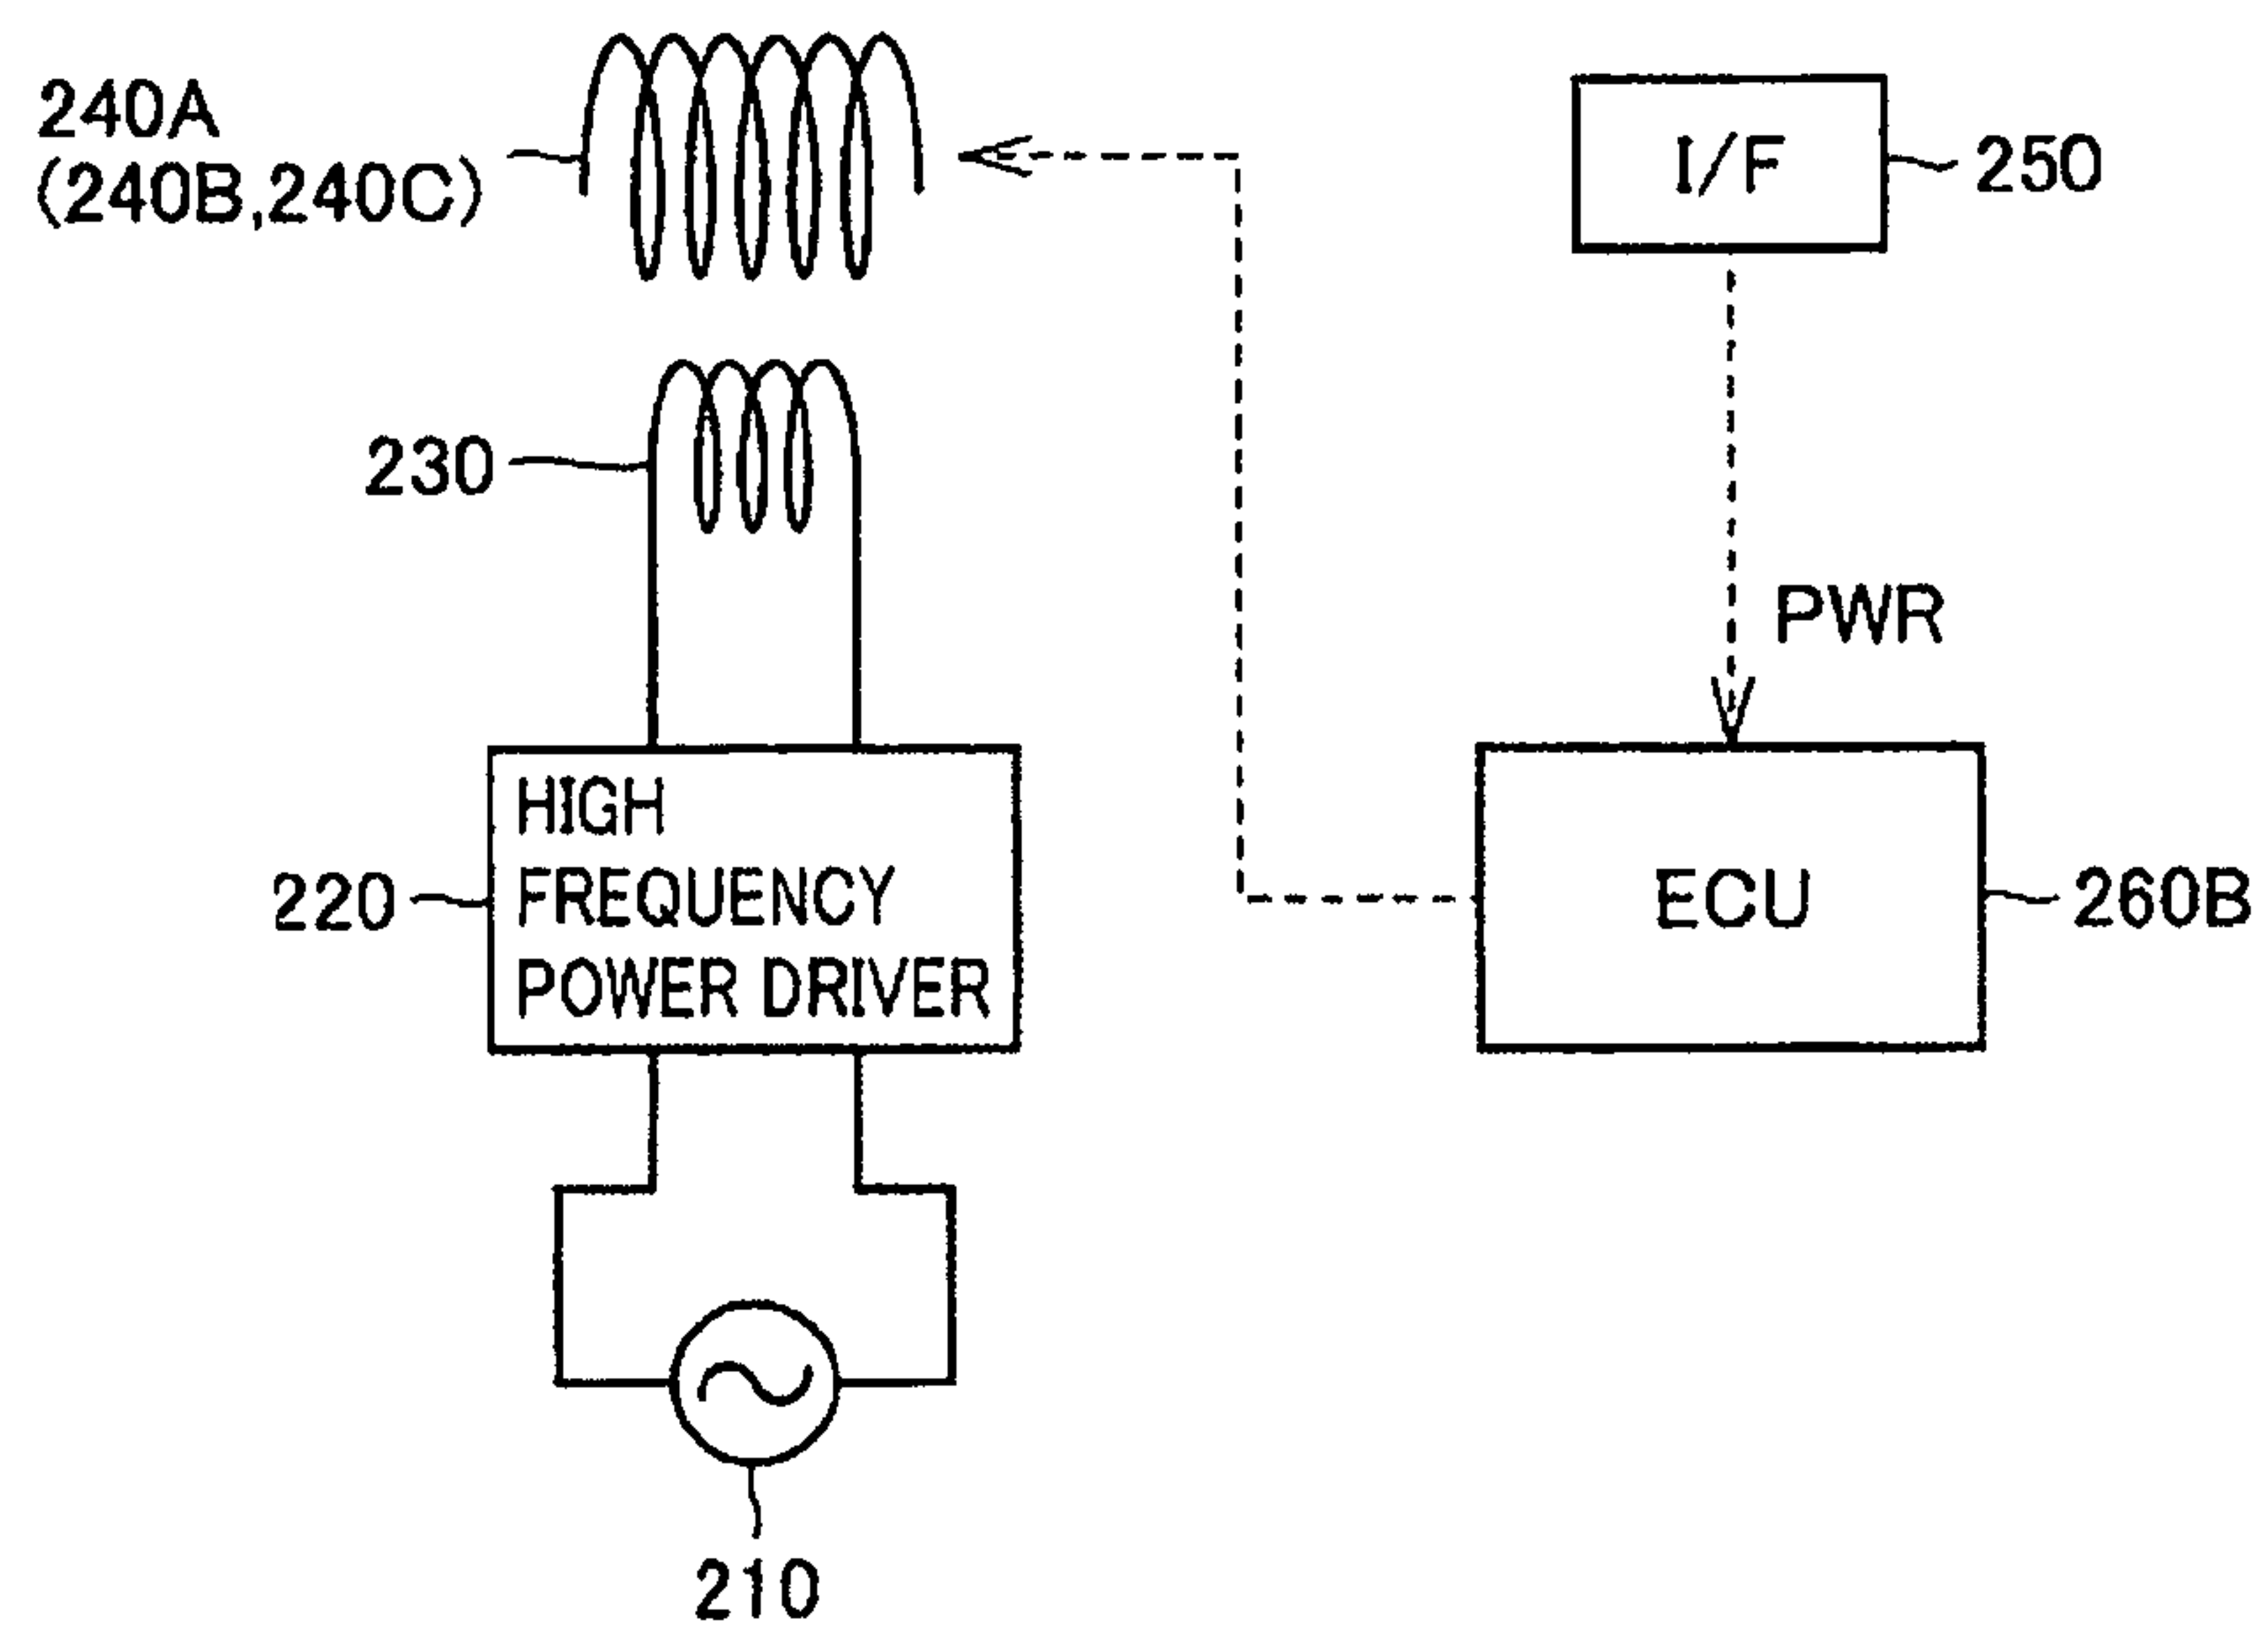 240A
(240B,240C)
I/F
250
230
PWR
HIGH
FREQUENCY
POWER DRIVER
220
ECU
260B
210